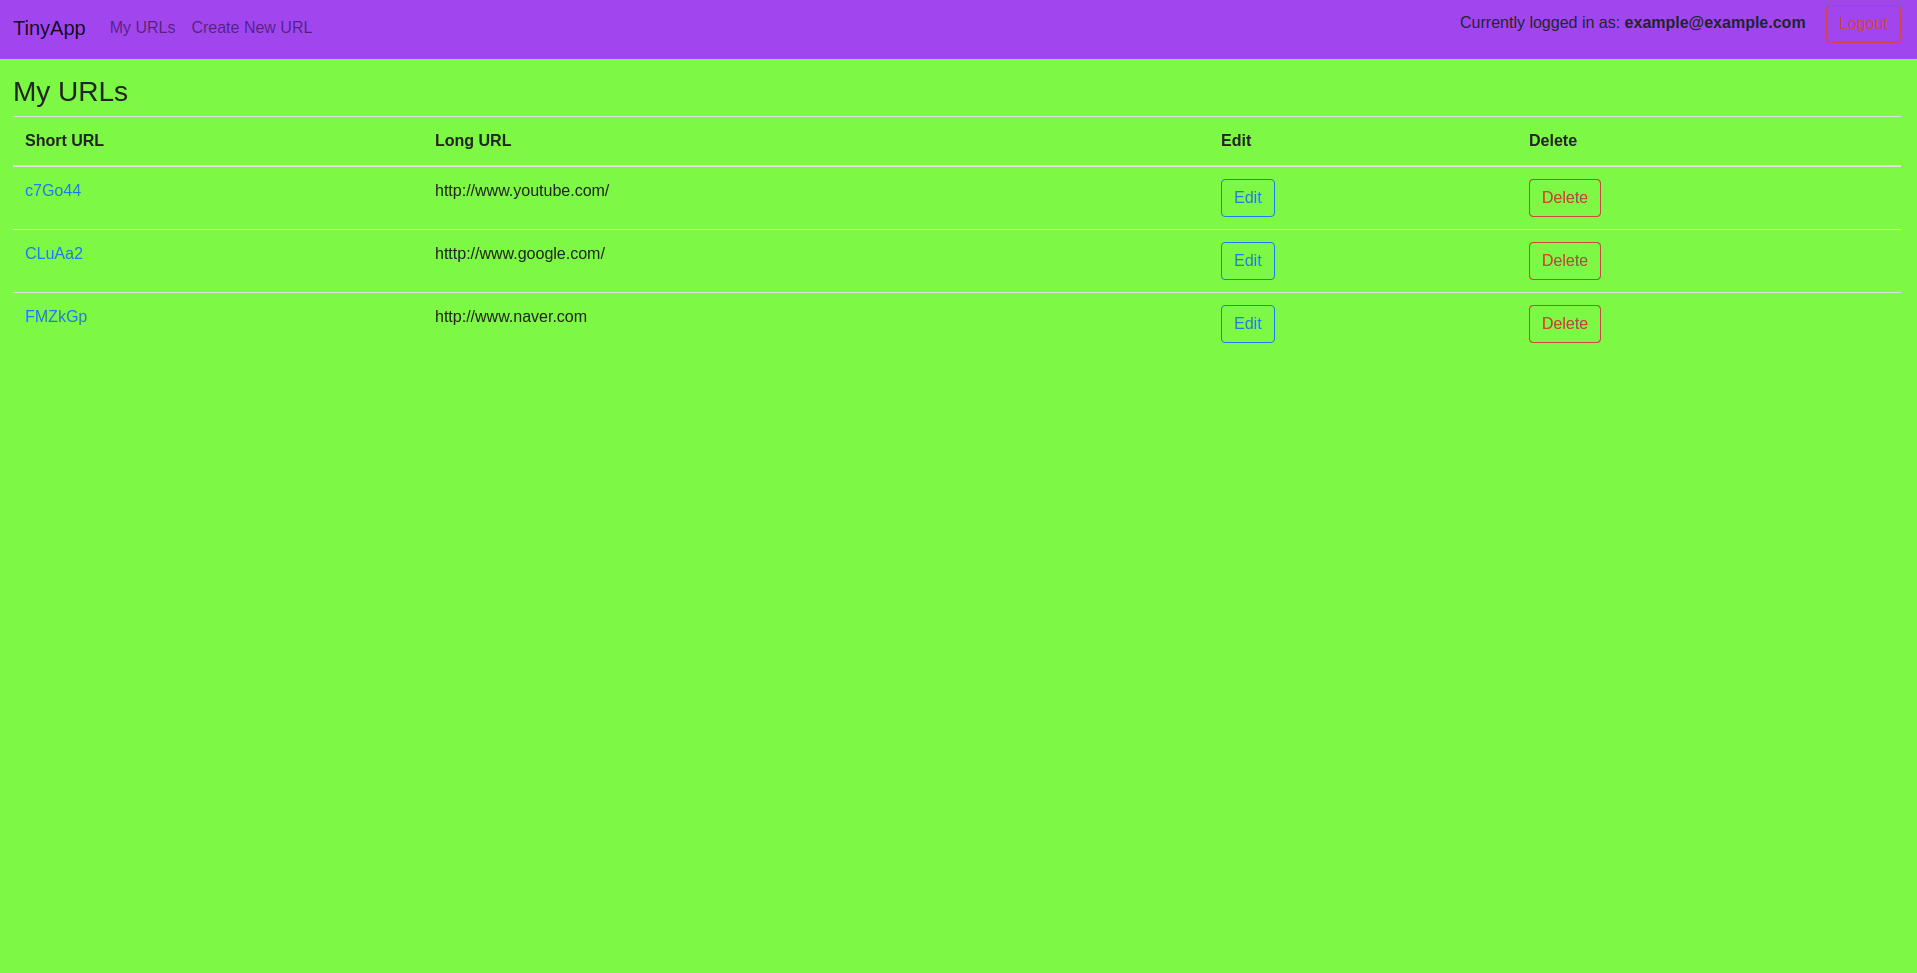 TinyApp My URLs Create New URL Currently logged in as: example@example.com Logout
My URLs
Short URL Long URL Edit Delete
c7Go44 http://www.youtube.com/ Edit Delete
CLuAa2 htttp://www.google.com/ Edit Delete
FMZkGp http://www.naver.com Edit Delete